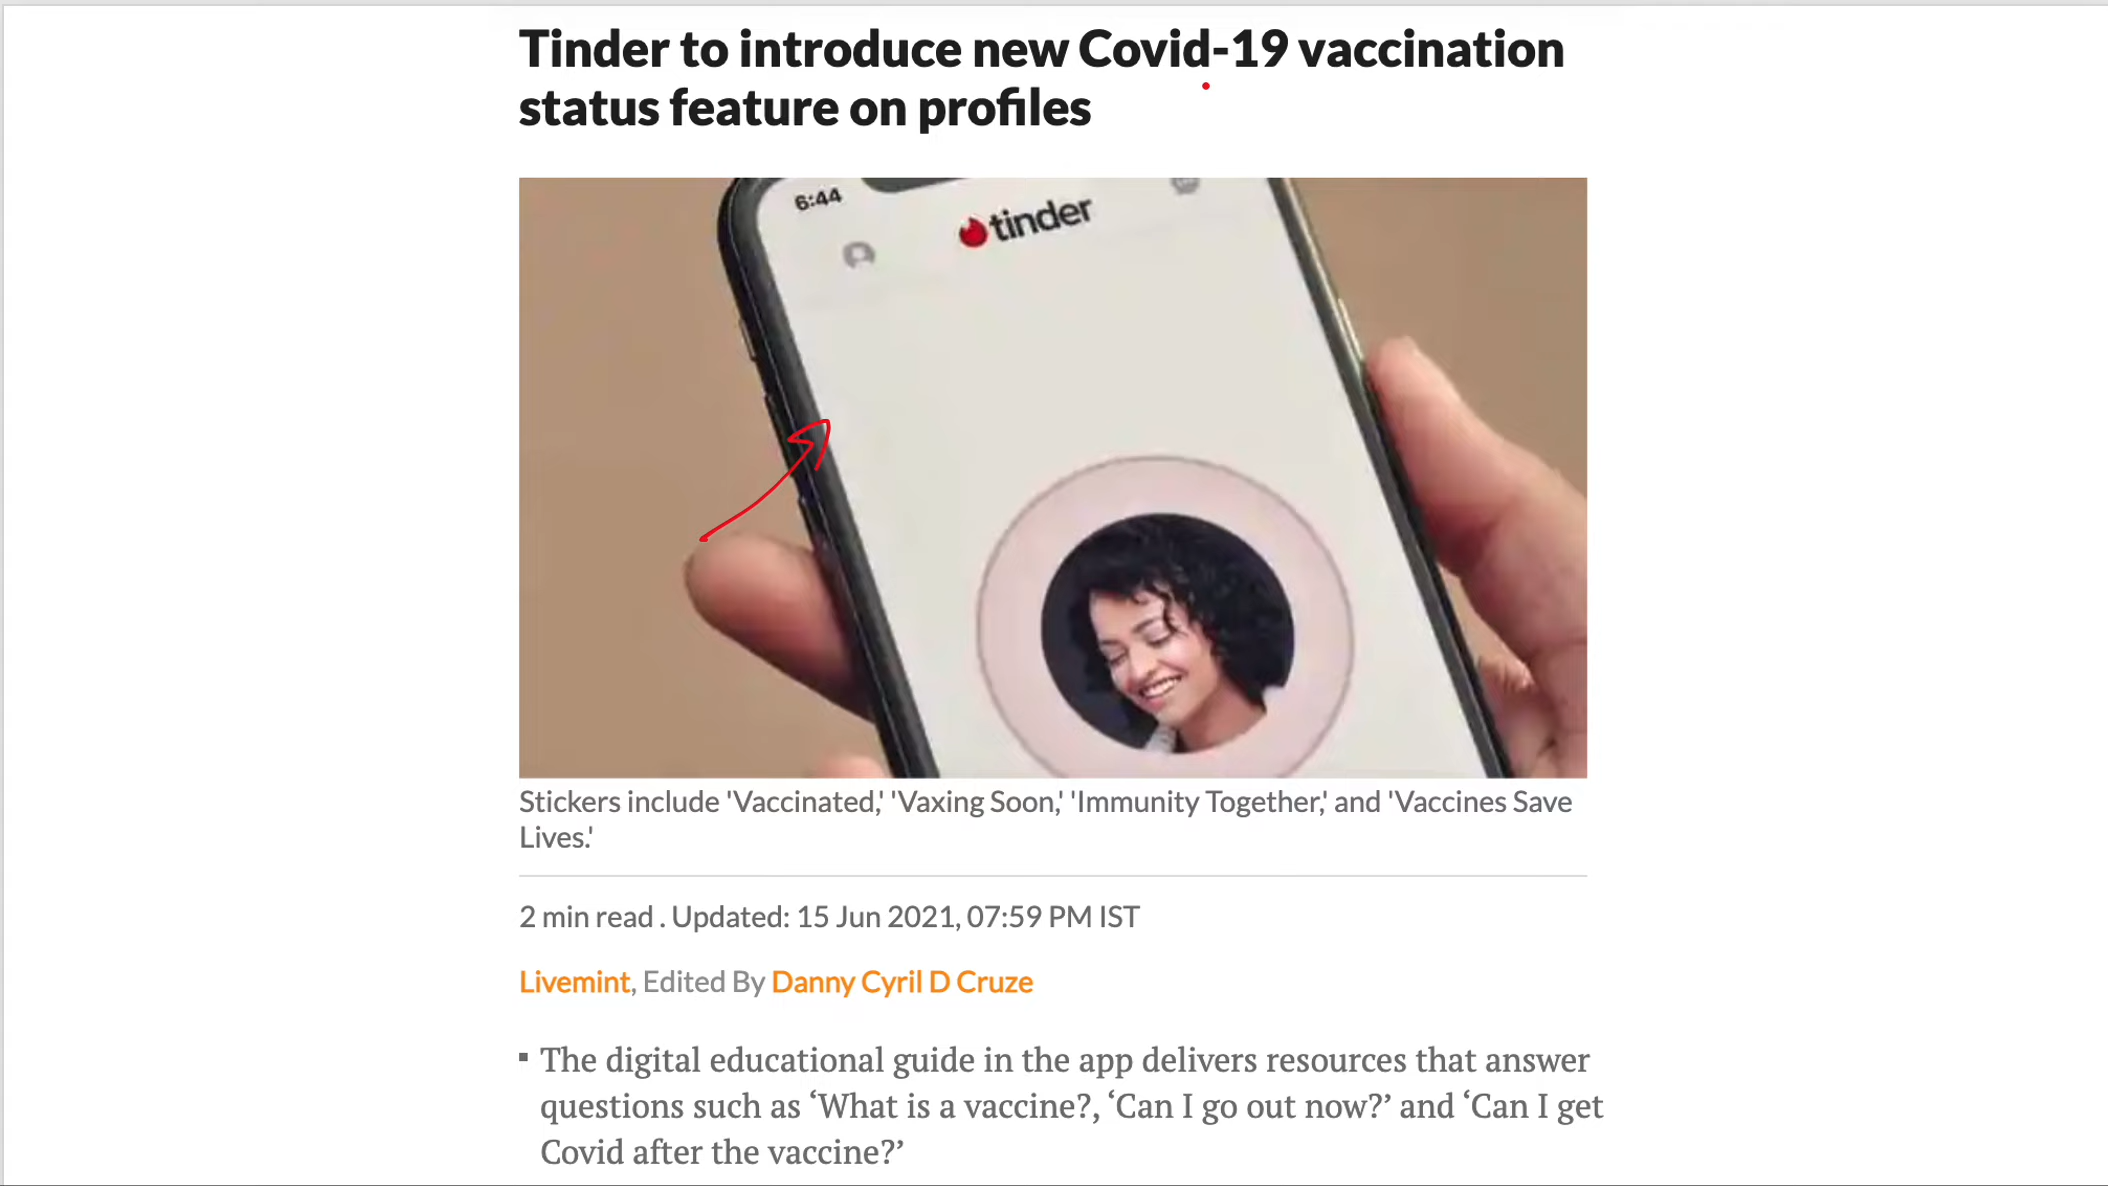 Tinder to introduce new Covid-19 vaccination
status feature on profiles
6:44
tinder
Stickers include 'Vaccinated,' 'Vaxing Soon,' 'Immunity Together,' and 'Vaccines Save
Lives.'
2 min read . Updated: 15 Jun 2021, 07:59 PM IST
Livemint, Edited By Danny Cyril D Cruze
▪ The digital educational guide in the app delivers resources that answer
questions such as ‘What is a vaccine?, ‘Can I go out now?’ and ‘Can I get
Covid after the vaccine?’